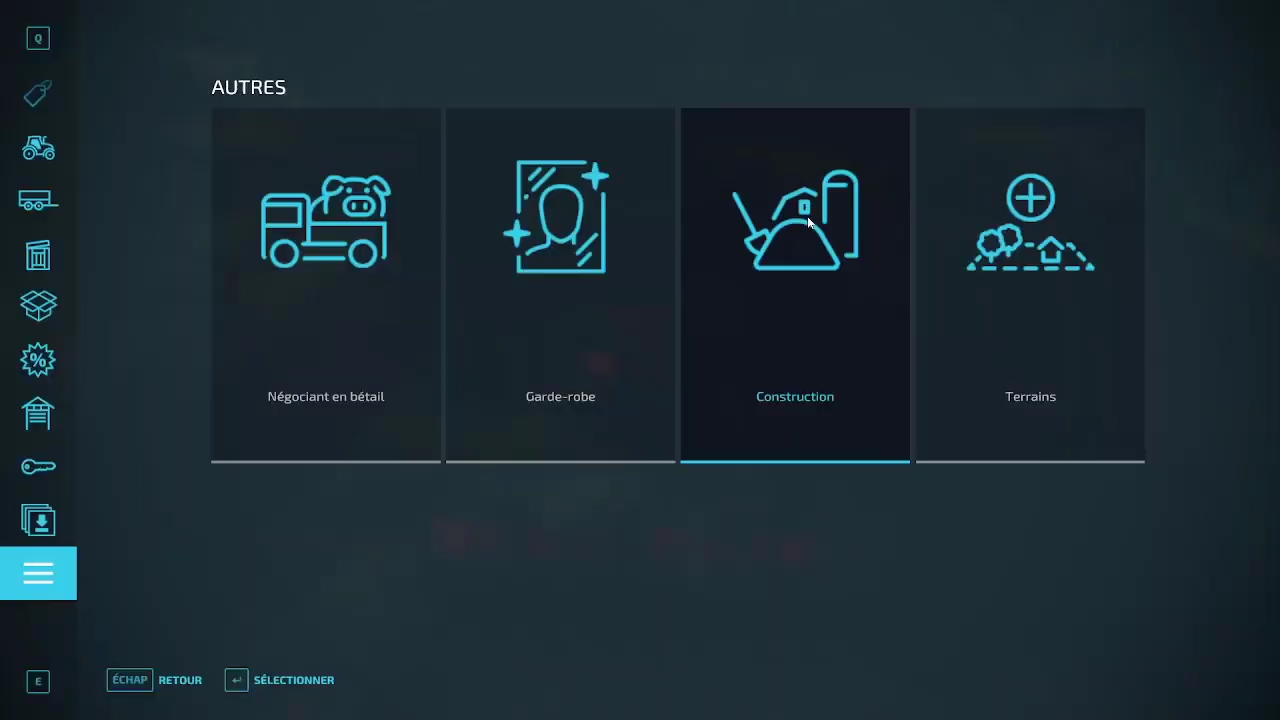 Q
AUTRES
%
Négociant en bétail
Garde-robe
Construction
Terrains
E
ÉCHAP RETOUR
SÉLECTIONNER